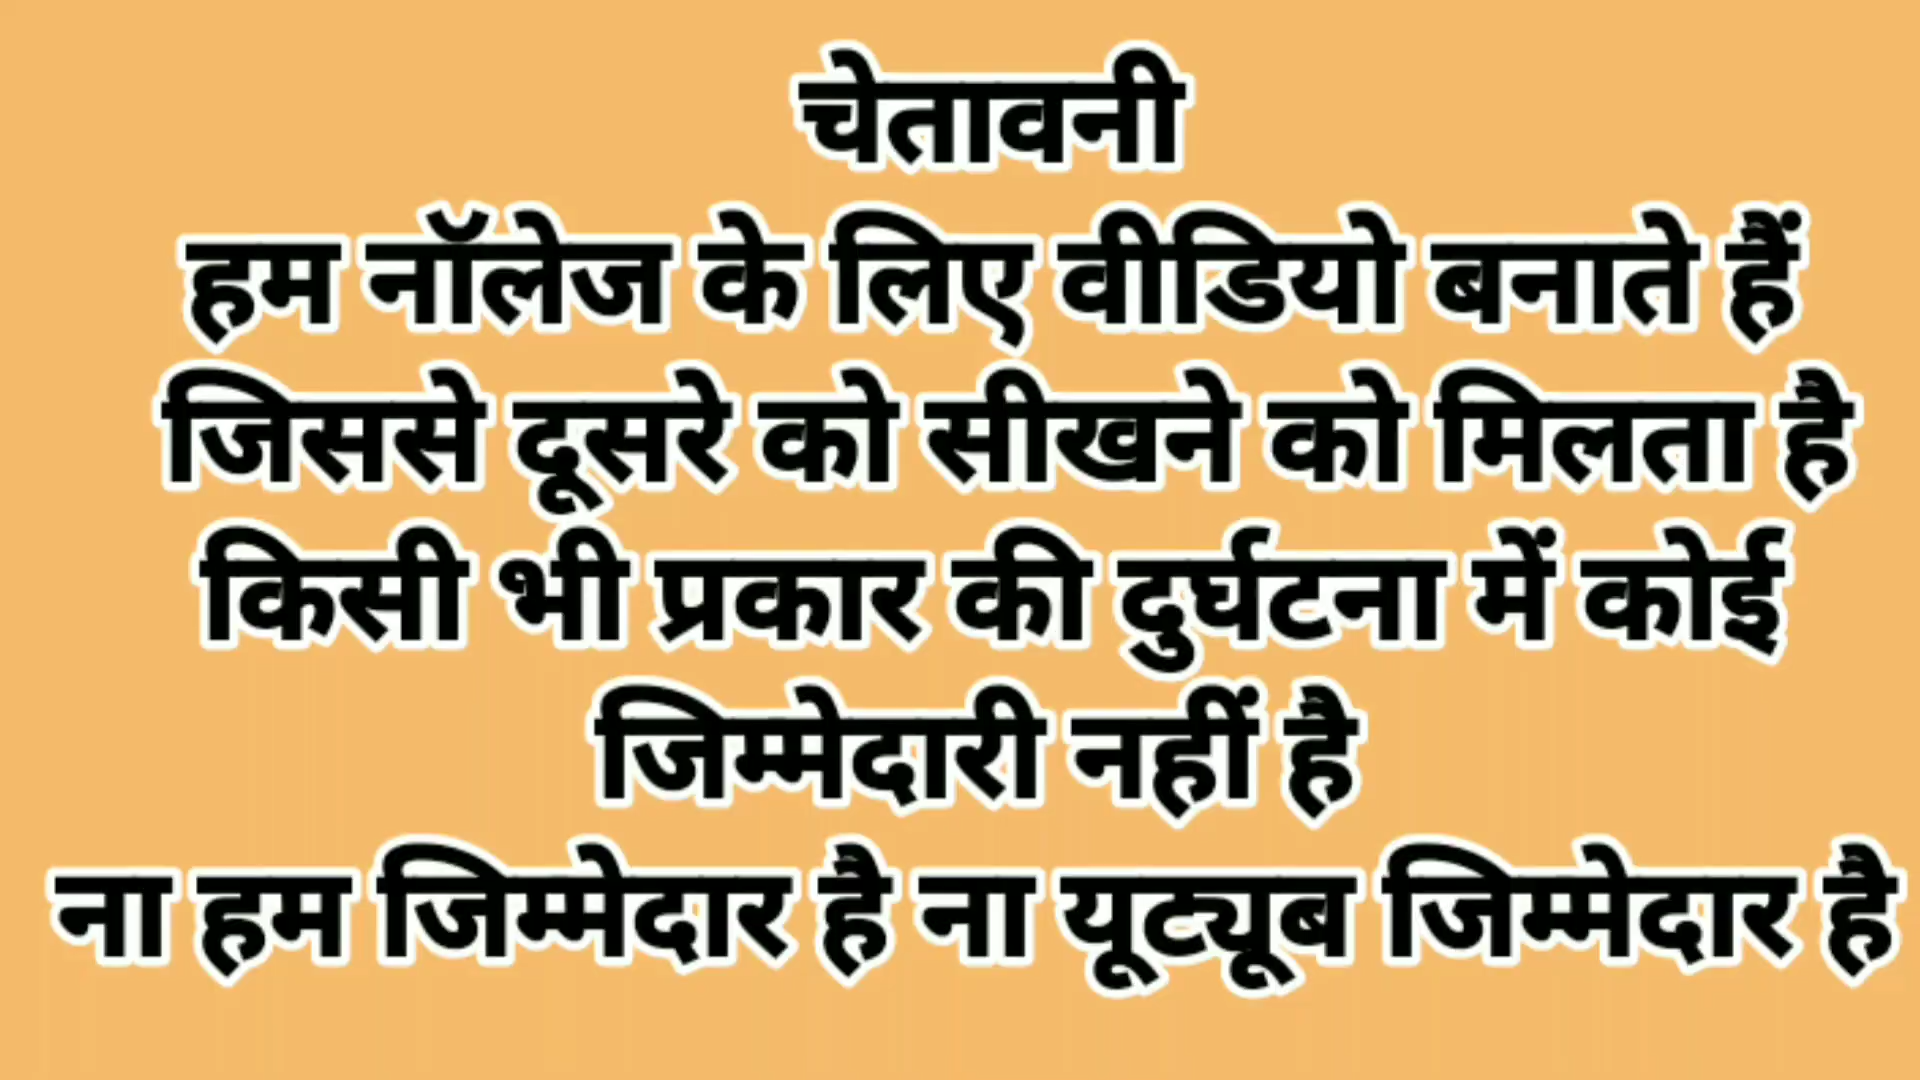 चेतावनी
हम नॉलेज के लिए वीडियो बनाते हैं
जिससे दूसरे को सीखने को मिलता है
किसी भी प्रकार की दुर्घटना में कोई
जिम्मेदारी नहीं है
ना हम जिम्मेदार है ना यूट्यूब जिम्मेदार है